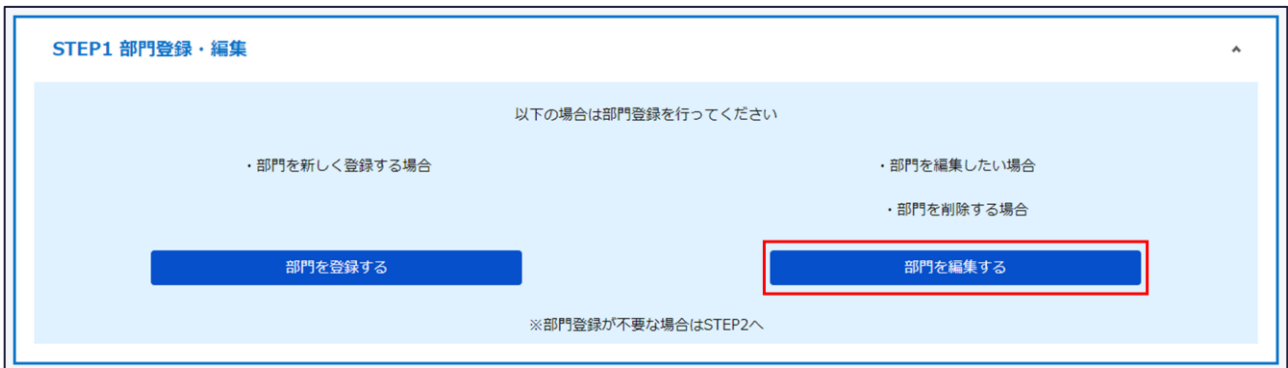 STEP1 部門登録・編集
以下の場合は部門登録を行ってください
・部門を新しく登録する場合
・部門を編集したい場合
・部門を削除する場合
部門を登録する
部門を編集する
※部門登録が不要な場合はSTEP2へ